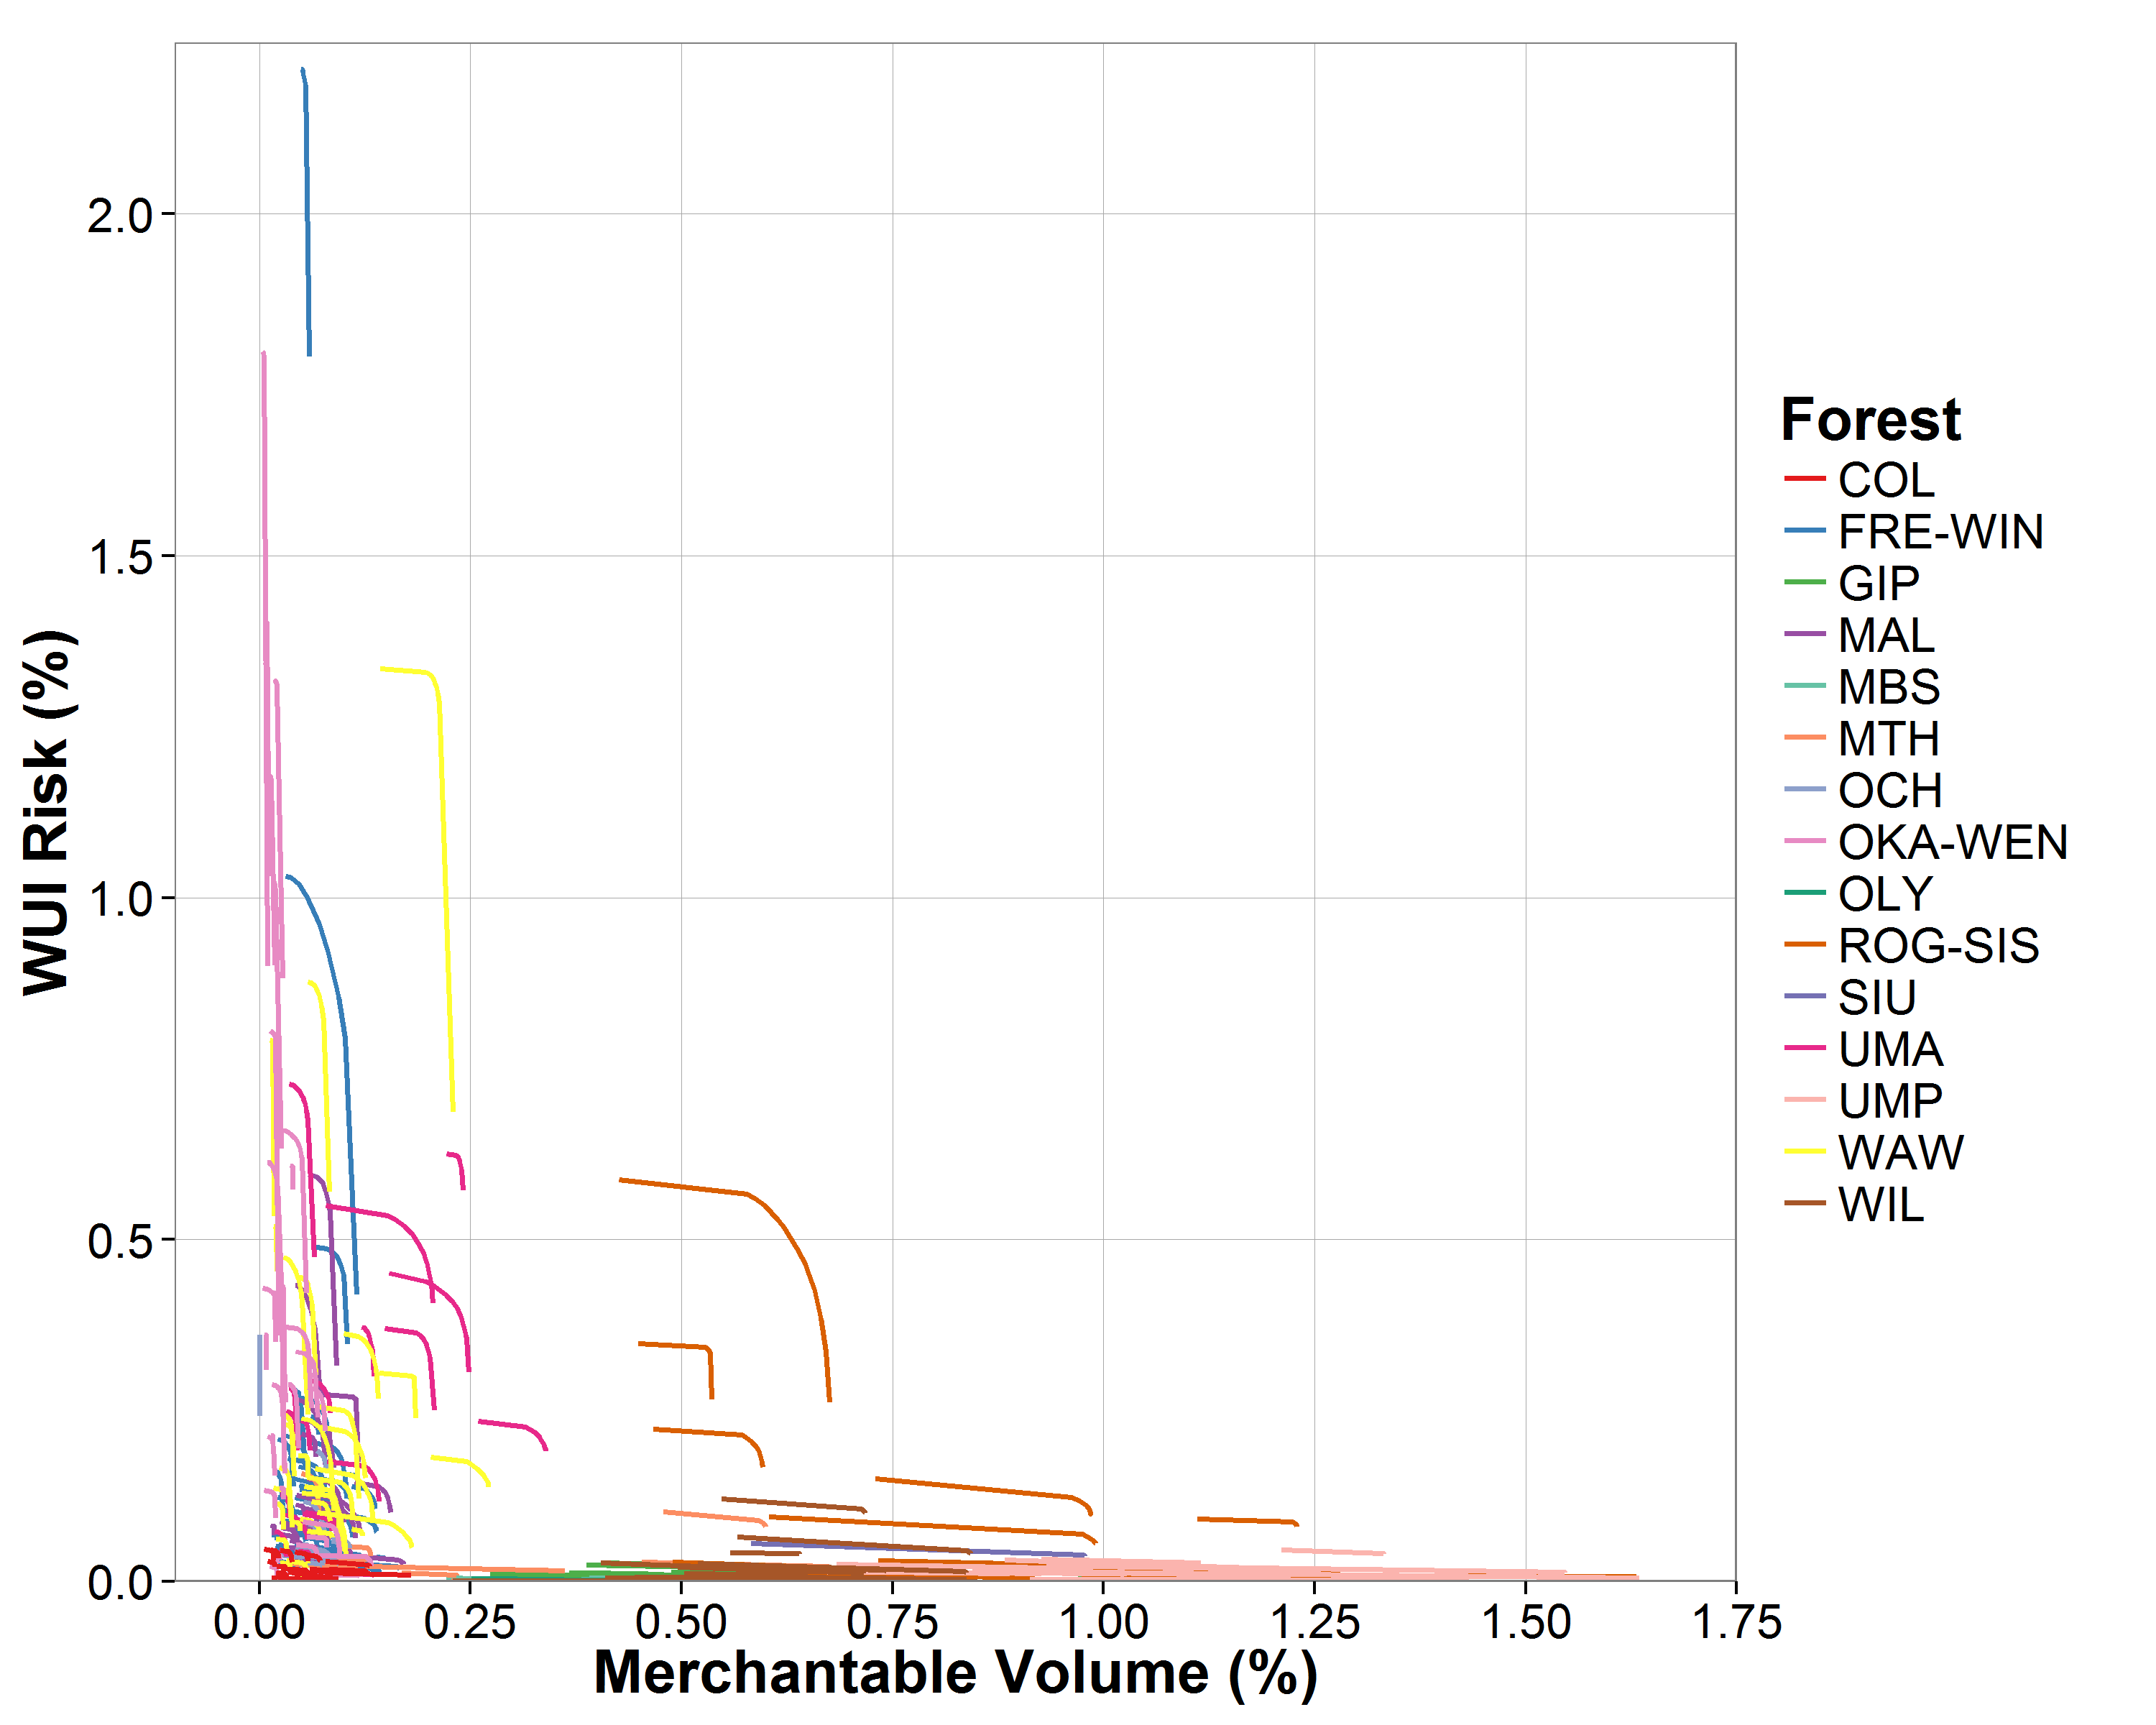 2.0
1.5
1.0
0.5
0.0
WUI Risk (%)
0.00 0.25 0.50 0.75 1.00 1.25 1.50 1.75
Merchantable Volume (%)
Forest
COL
FRE-WIN
GIP
MAL
MBS
MTH
OCH
OKA-WEN
OLY
ROG-SIS
SIU
UMA
UMP
WAW
WIL